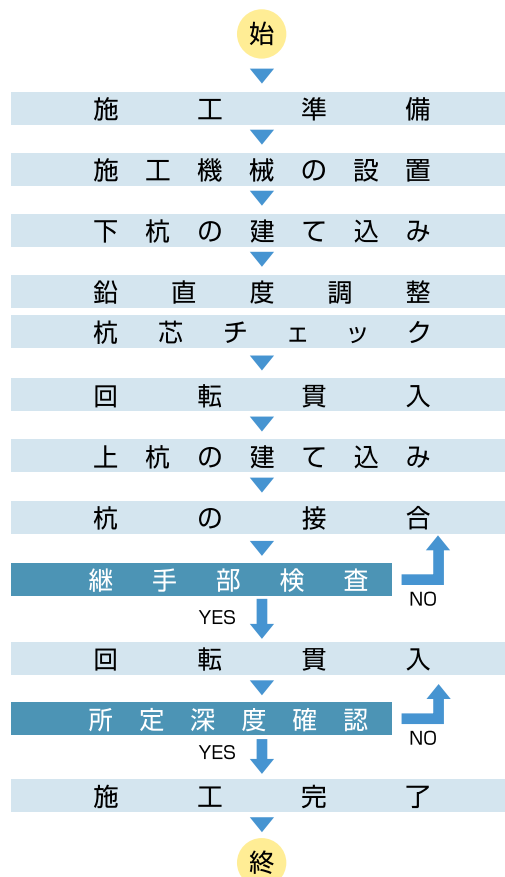 始
施工準備
施工機械の設置
下杭の建て込み
鉛直度調整
杭芯チェック
回転貫入
上杭の建て込み
杭の接合
継手部検査
NO
YES
回転貫入
所定深度確認
NO
YES
施工完了
終